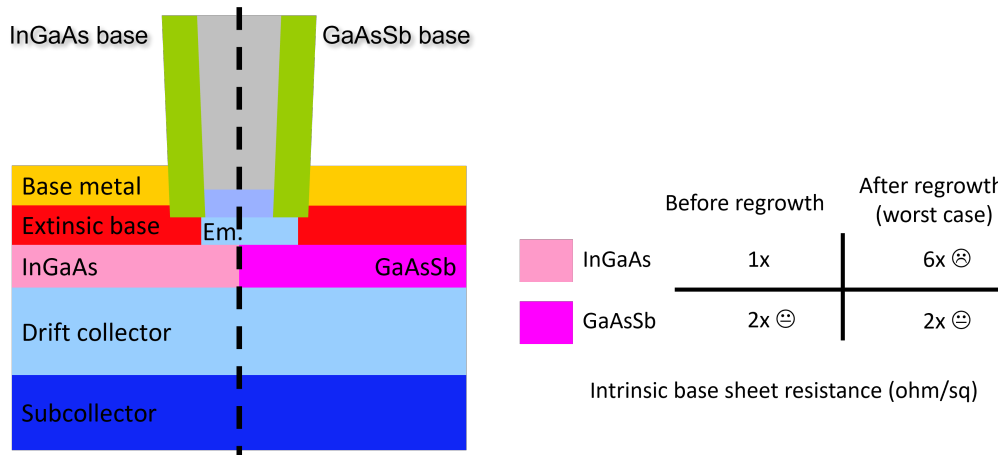 InGaAs base
GaAsSb base
Base metal
Extinsic base
Em.
InGaAs
GaAsSb
Drift collector
Subcollector
Before regrowth
After regrowth
(worst case)
InGaAs
1x
6x ☹
GaAsSb
2x 😐
2x 😐
Intrinsic base sheet resistance (ohm/sq)